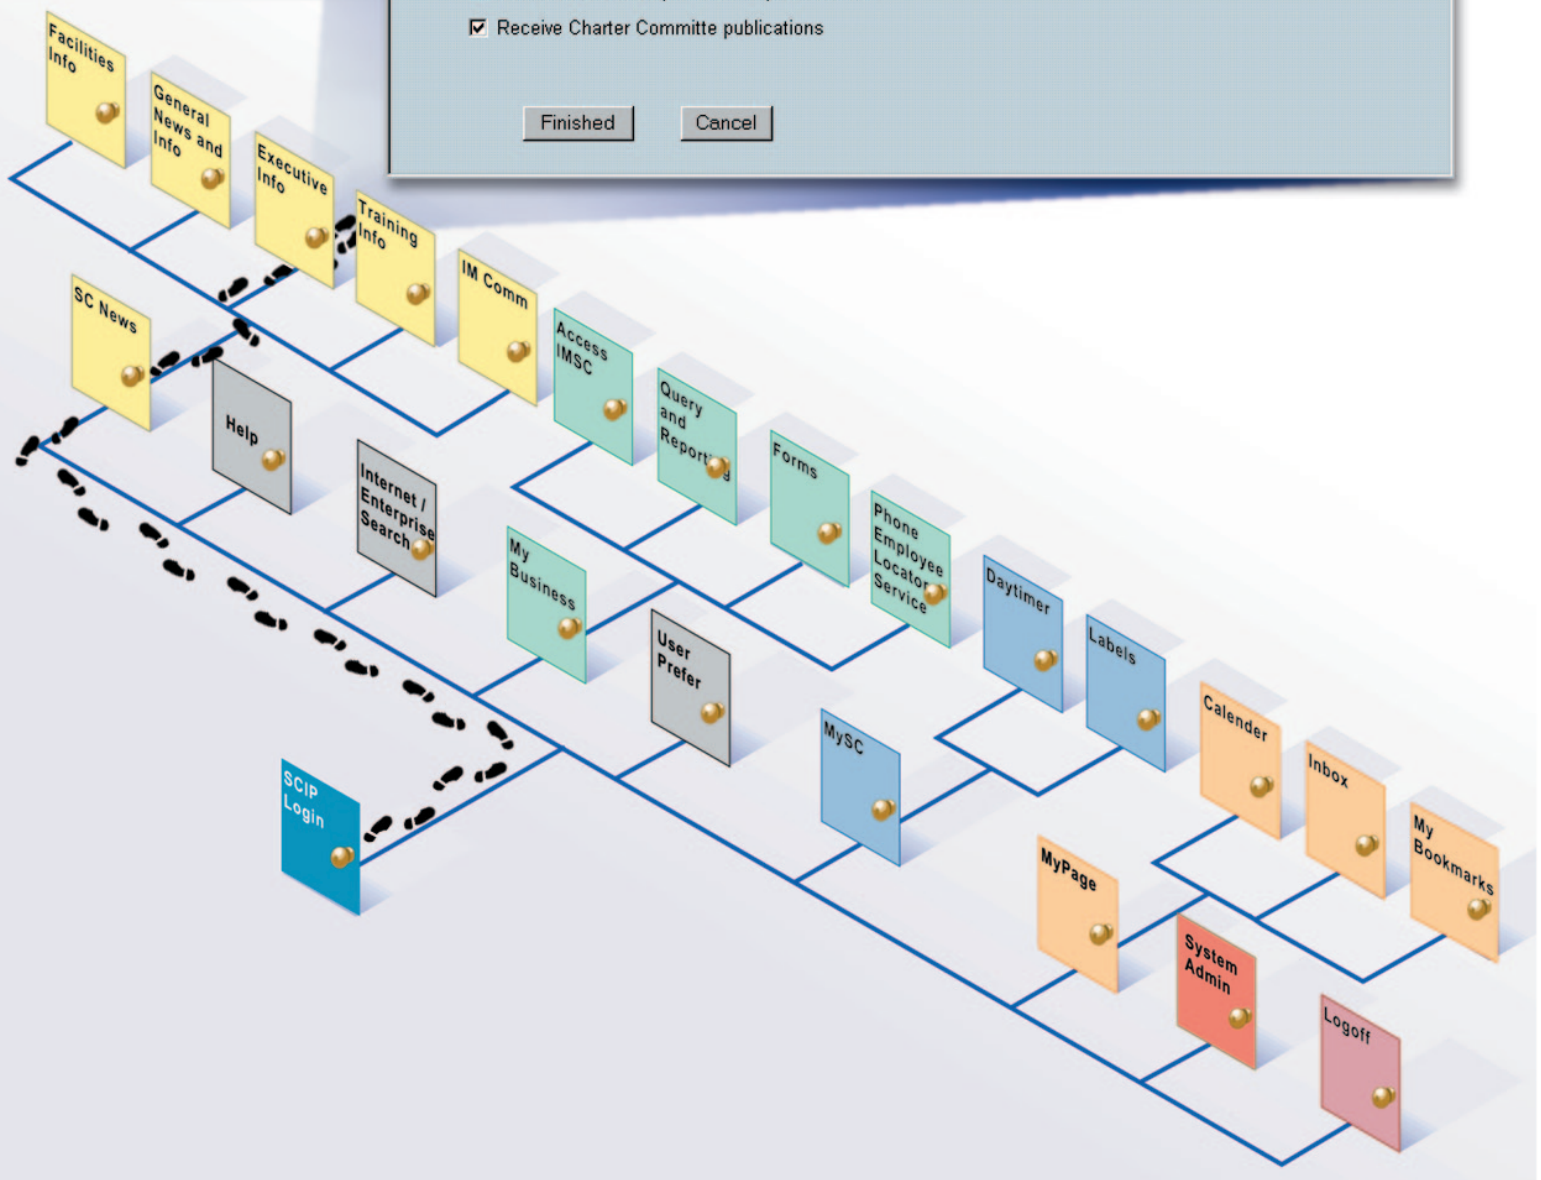 Receive Charter Committe publications
Finished
Cancel
Facilities
Info
General
News and
Info
Executive
Info
Training
Info
IM Comm
SC News
Access
IMSC
Help
Query
and
Reporting
Internet /
Enterprise
Search
Forms
Phone
Employee
Locator
Service
My
Business
Daytimer
User
Prefer
Labels
MySC
Calender
Inbox
SCIP
Login
My
Bookmarks
MyPage
System
Admin
Logoff